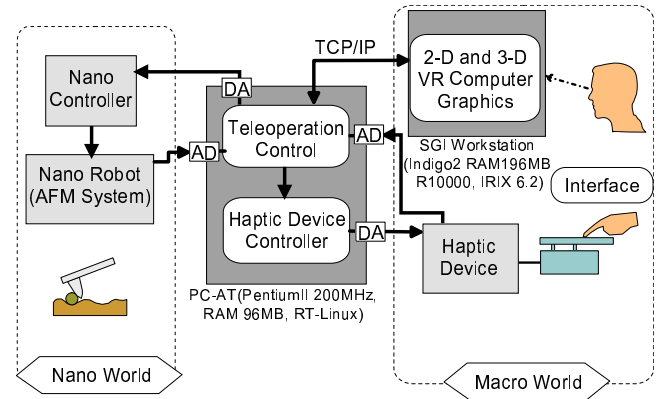 TCP/IP
Nano
Controller
DA
2-D and 3-D
VR Computer
Graphics
Teleoperation
Control
AD
AD
Nano Robot
(AFM System)
SGI Workstation
(Indigo2 RAM196MB
R10000, IRIX 6.2)
Interface
Haptic Device
Controller
DA
Haptic
Device
PC-AT(PentiumII 200MHz,
RAM 96MB, RT-Linux)
Nano World
Macro World